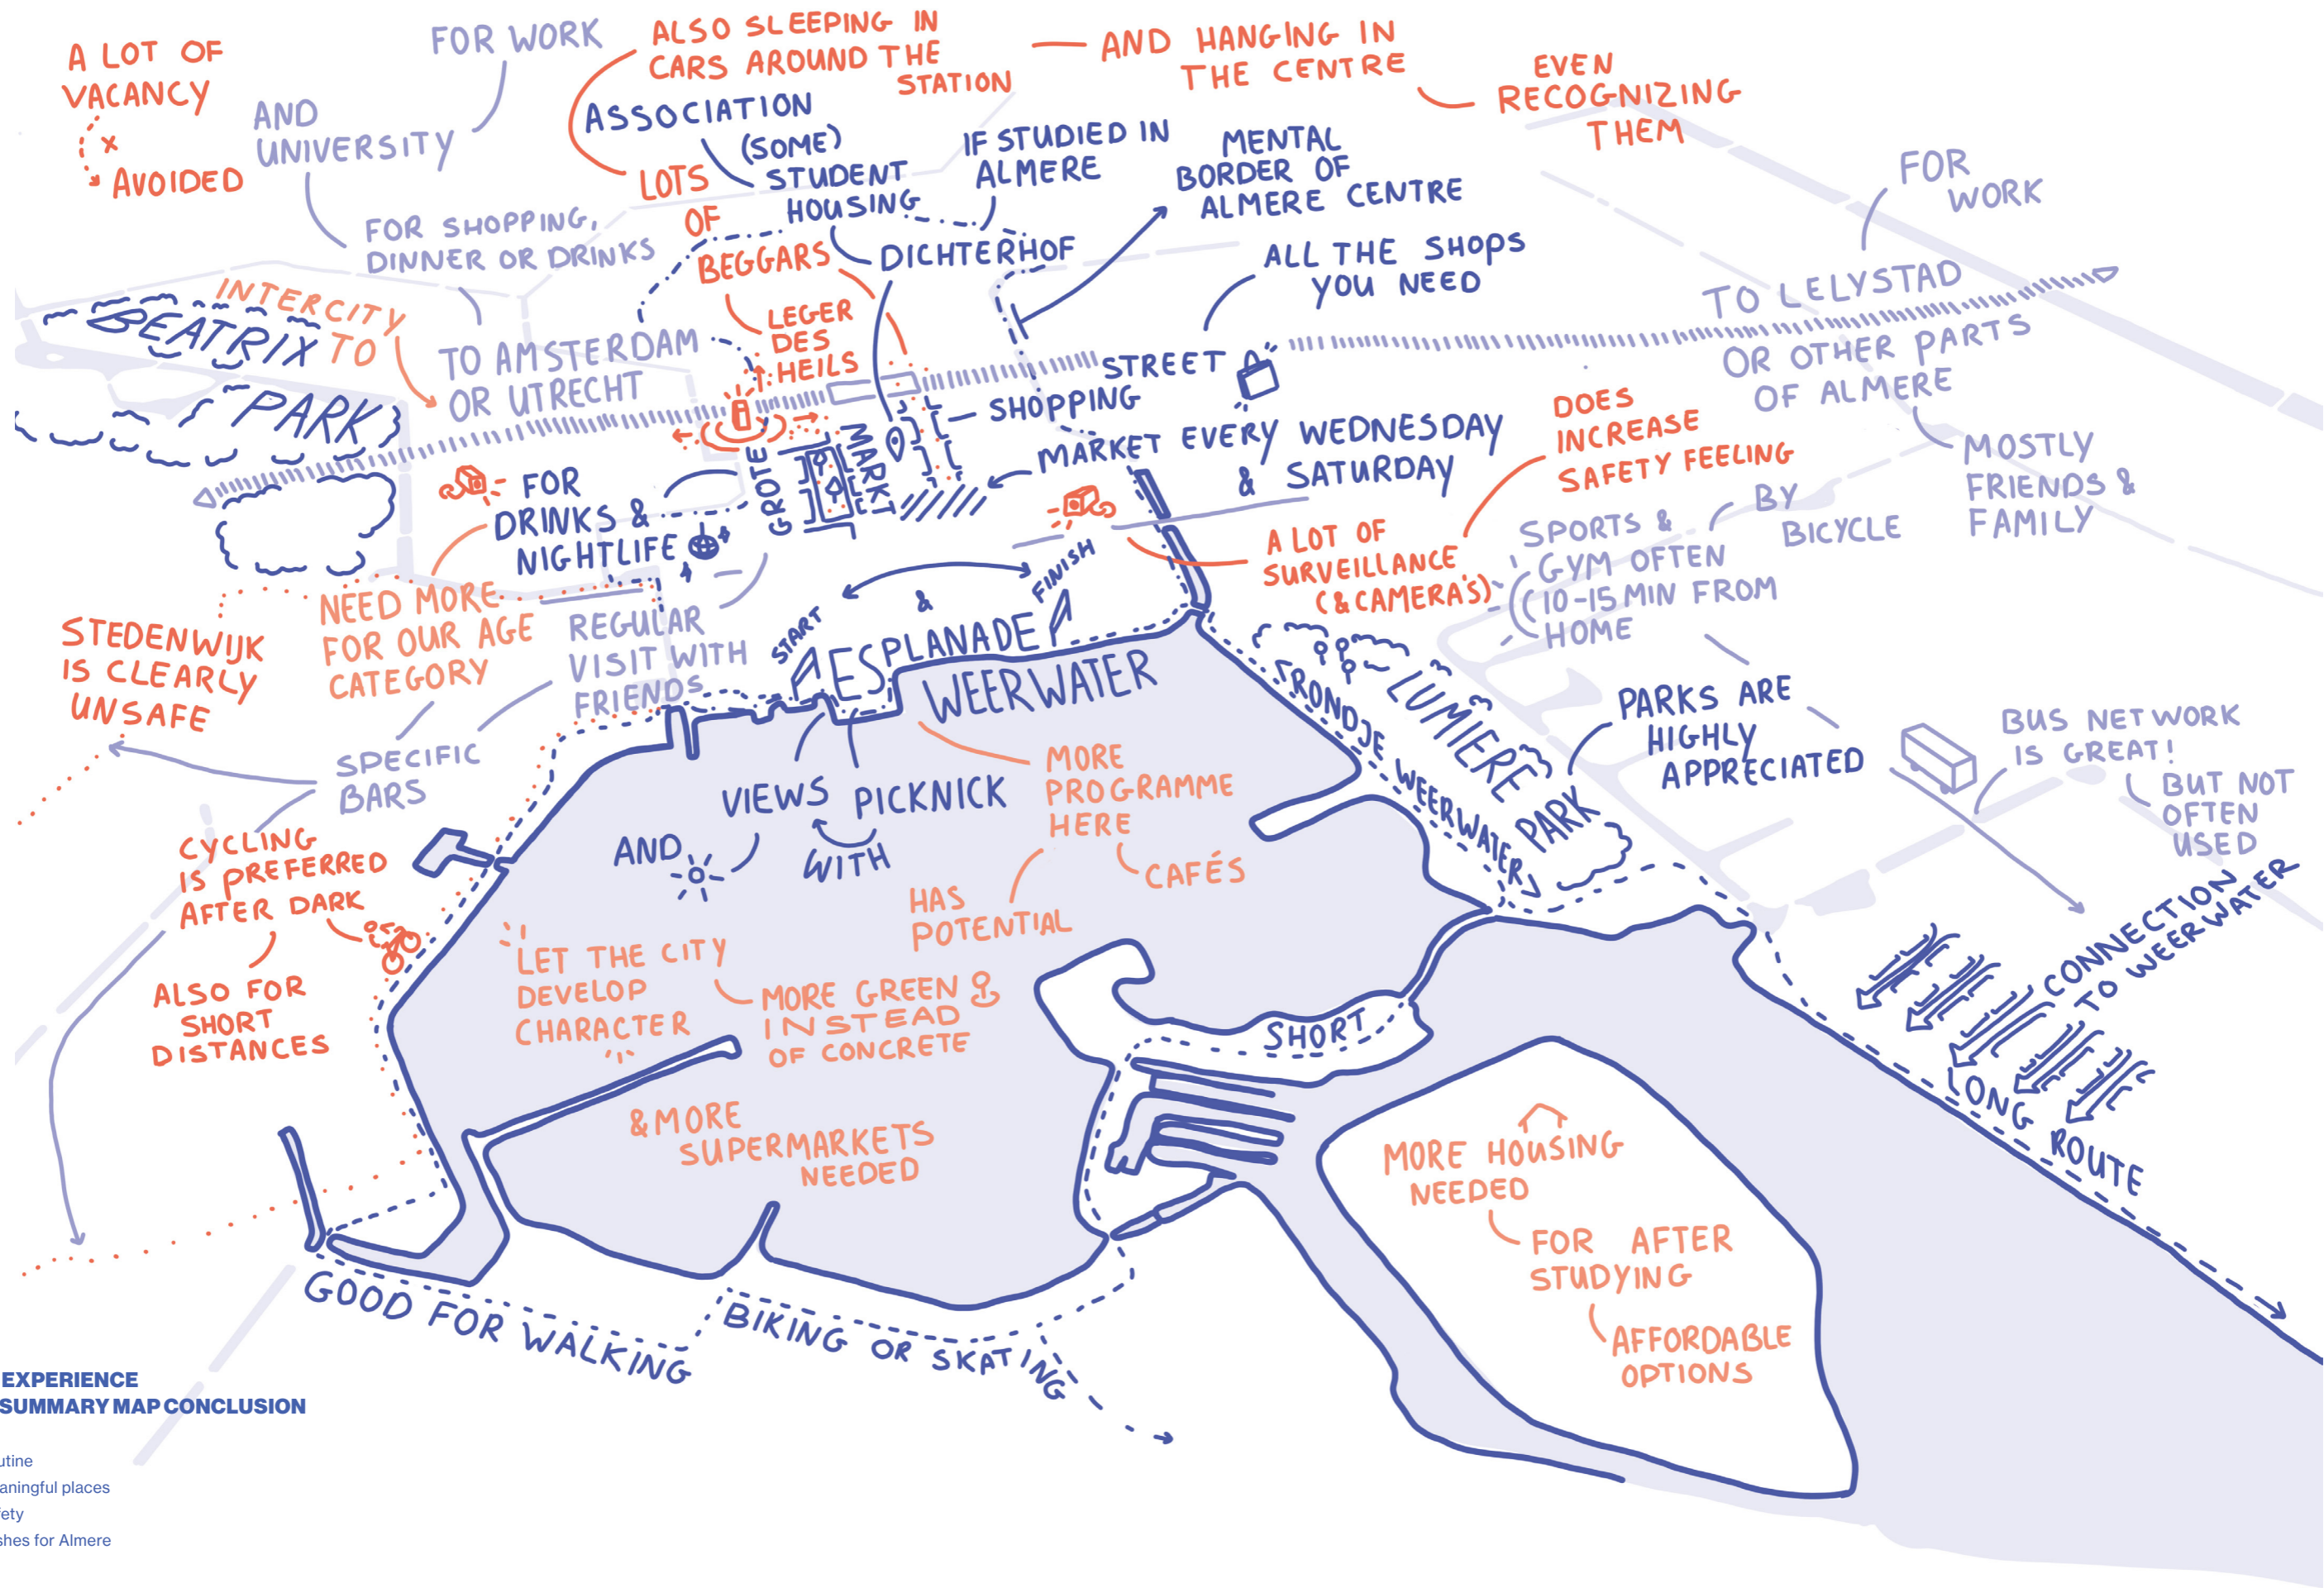 A LOT OF
VACANCY
AVOIDED
FOR WORK
AND
UNIVERSITY
FOR SHOPPING,
DINNER OR DRINKS
TO AMSTERDAM
OR UTRECHT
INTERCITY
TO
BEATRIX
PARK
ALSO SLEEPING IN
CARS AROUND THE
STATION
AND HANGING IN
THE CENTRE
EVEN
RECOGNIZING
THEM
LOTS
OF
BEGGARS
LEGER
DES
HEILS
ASSOCIATION
(SOME)
STUDENT
HOUSING
IF STUDIED IN
ALMERE
DICHTERHOF
MENTAL
BORDER OF
ALMERE CENTRE
ALL THE SHOPS
YOU NEED
SHOPPING
STREET
MARKET EVERY WEDNESDAY
& SATURDAY
GROTE
MARKT
FOR
WORK
TO LELYSTAD
OR OTHER PARTS
OF ALMERE
MOSTLY
FRIENDS &
FAMILY
DOES
INCREASE
SAFETY FEELING
A LOT OF
SURVEILLANCE
(& CAMERA'S)
SPORTS &
GYM OFTEN
10-15 MIN FROM
HOME
BY
BICYCLE
FOR
DRINKS &
NIGHTLIFE
NEED MORE
FOR OUR AGE
CATEGORY
REGULAR
VISIT WITH
FRIENDS
SPECIFIC
BARS
STEDENWIJK
IS CLEARLY
UNSAFE
CYCLING
IS PREFERRED
AFTER DARK
ALSO FOR
SHORT
DISTANCES
START
&
FINISH
ESPLANADE
WEERWATER
VIEWS
PICKNICK
WITH
AND
MORE
PROGRAMME
HERE
CAFÉS
HAS
POTENTIAL
LET THE CITY
DEVELOP
CHARACTER
MORE GREEN
INSTEAD
OF CONCRETE
& MORE
SUPERMARKETS
NEEDED
RONDJE WEERWATER
LUMIERE
PARK
PARKS ARE
HIGHLY
APPRECIATED
BUS NETWORK
IS GREAT!
BUT NOT
OFTEN
USED
CONNECTION
TO WEERWATER
SHORT
LONG ROUTE
MORE HOUSING
NEEDED
FOR AFTER
STUDYING
AFFORDABLE
OPTIONS
GOOD FOR WALKING
BIKING OR SKATING
EXPERIENCE
SUMMARY MAP CONCLUSION
utine
aningful places
fety
shes for Almere